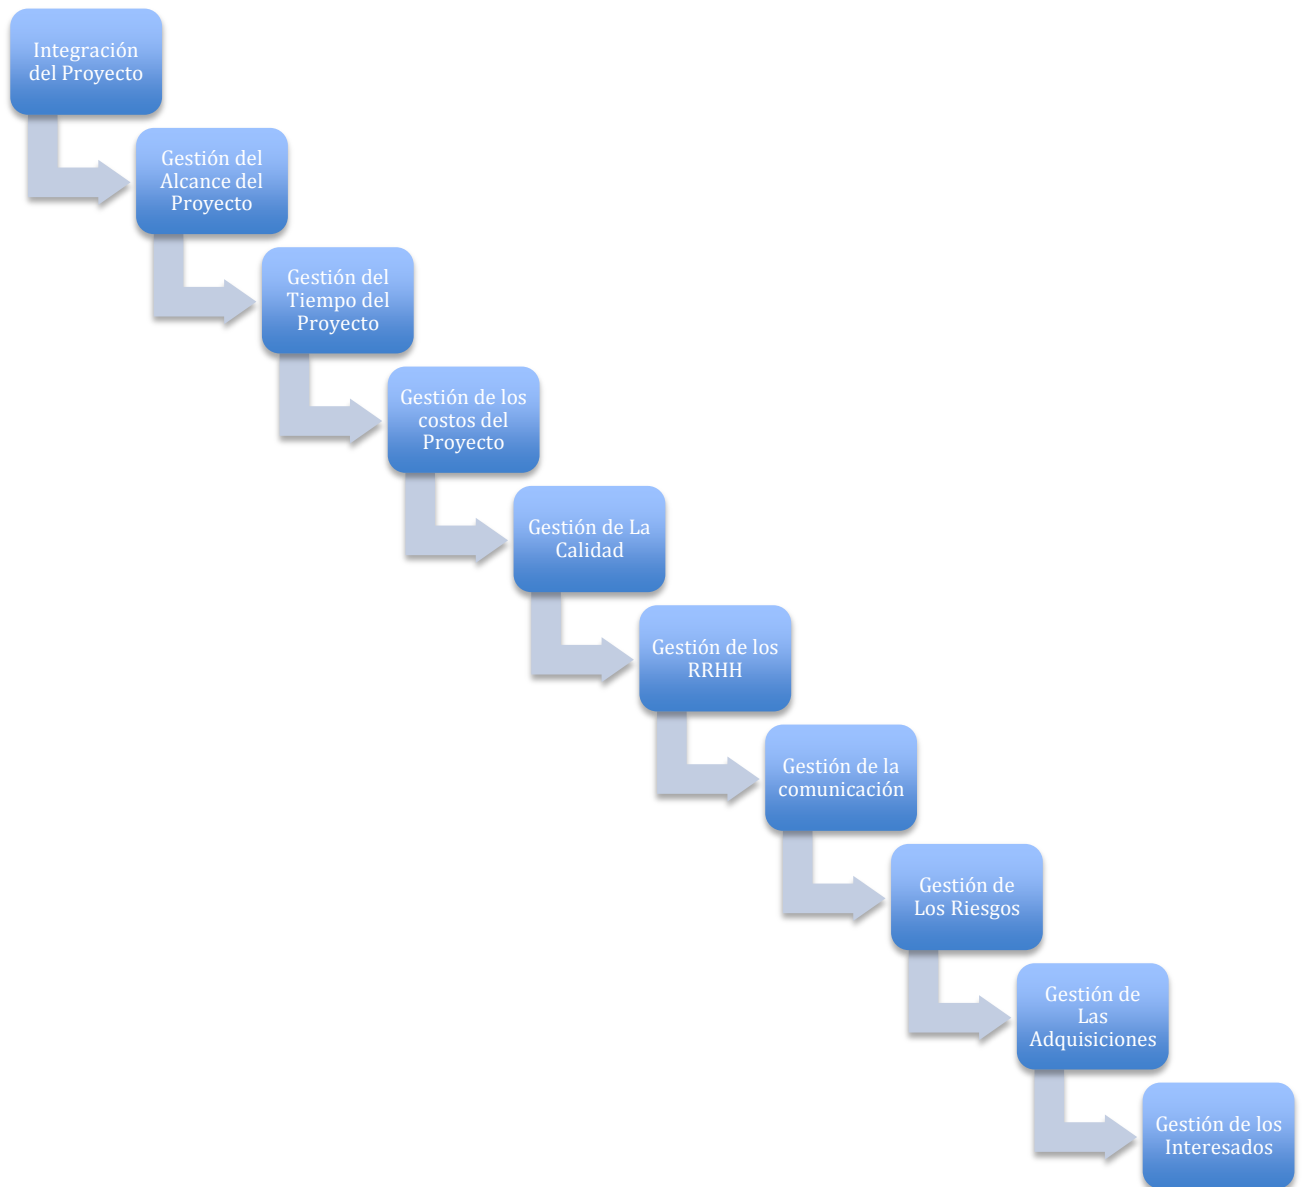 Integración
del Proyecto
Gestión del
Alcance del
Proyecto
Gestión del
Tiempo del
Proyecto
Gestión de los
costos del
Proyecto
Gestión de La
Calidad
Gestión de los
RRHH
Gestión de la
comunicación
Gestión de
Los Riesgos
Gestión de
Las
Adquisiciones
Gestión de los
Interesados